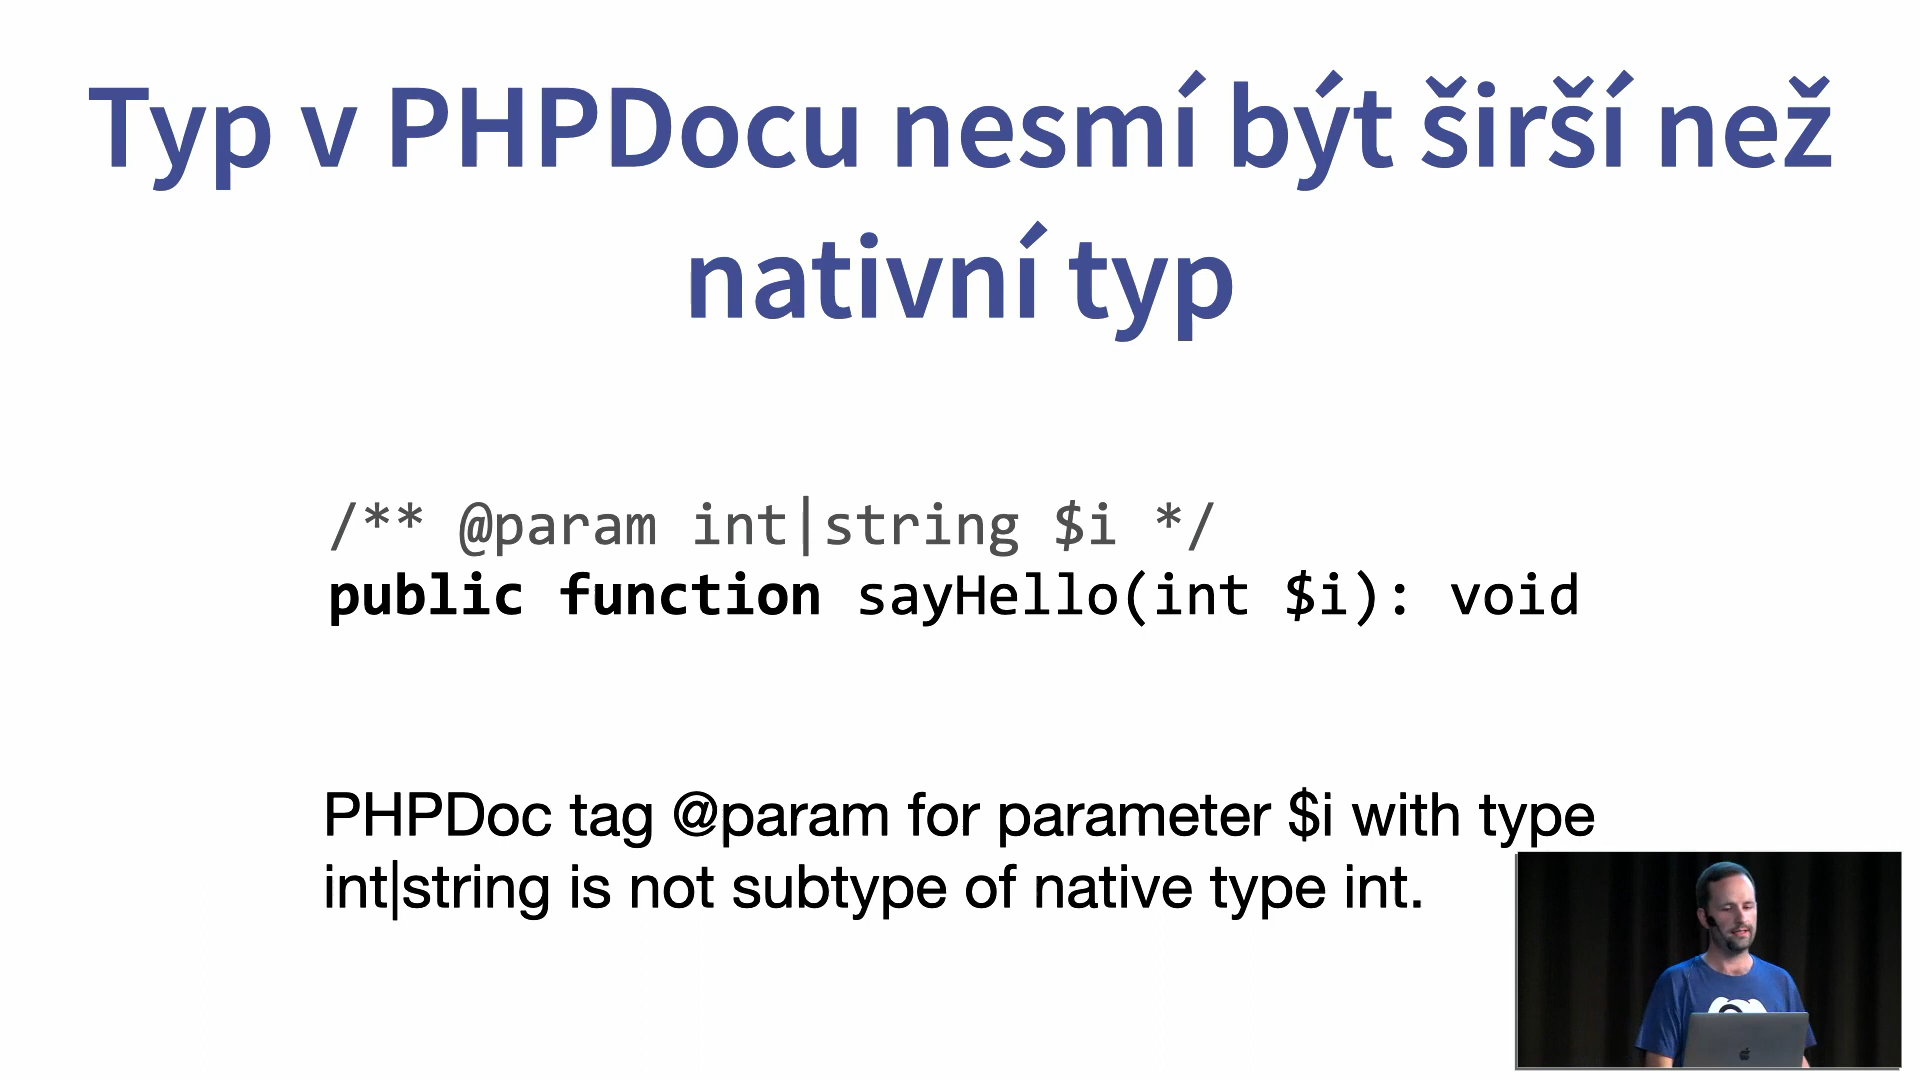 Typ v PHPDocu nesmí být širší než
nativní typ
/** @param int|string $i */
public function sayHello(int $i): void
PHPDoc tag @param for parameter $i with type
int|string is not subtype of native type int.